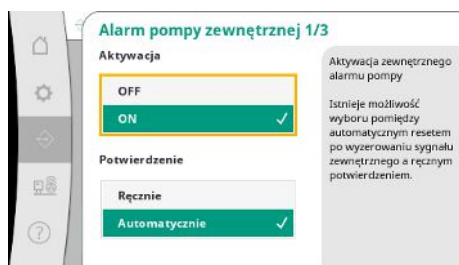 Alarm pompy zewnętrznej 1/3
Aktywacja
OFF
ON
Potwierdzenie
Ręcznie
Automatycznie
Aktywacja zewnętrznego
alarmu pompy
Istnieje możliwość
wyboru pomiędzy
automatycznym resetem
po wyzerowaniu sygnału
zewnętrznego a ręcznym
potwierdzeniem.